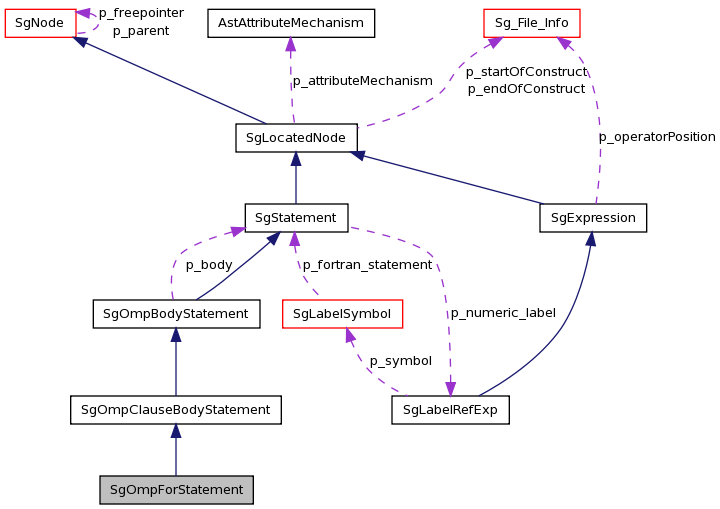 SgNode
p_freepointer
p_parent
AstAttributeMechanism
Sg_File_Info
p_attributeMechanism
p_startOfConstruct
p_endOfConstruct
SgLocatedNode
p_operatorPosition
SgStatement
SgExpression
p_body
p_fortran_statement
SgOmpBodyStatement
SgLabelSymbol
p_numeric_label
p_symbol
SgOmpClauseBodyStatement
SgLabelRefExp
SgOmpForStatement